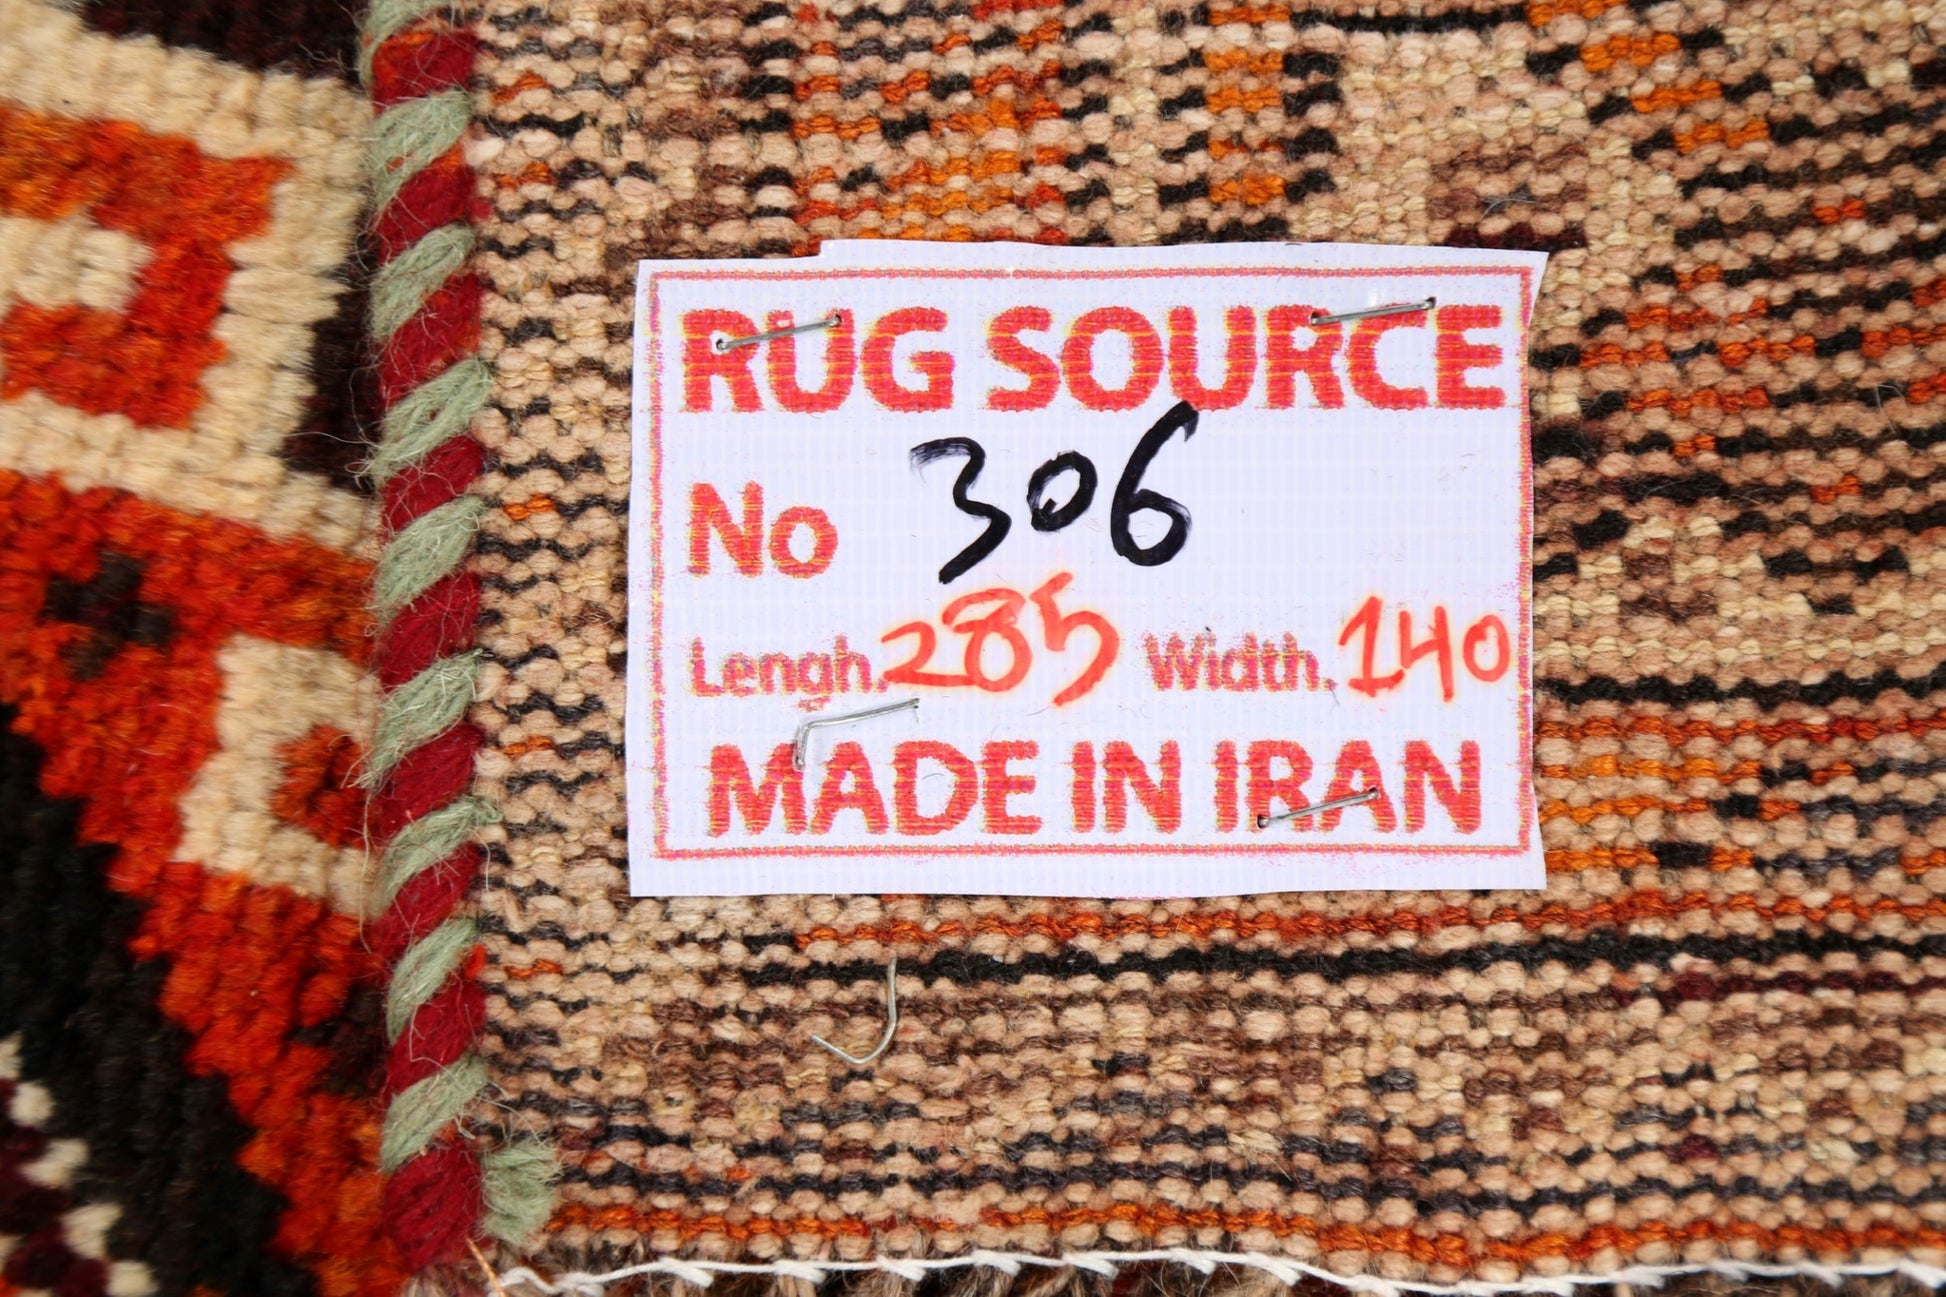 RUG SOURCE
No 306
Lengh. 285 Width. 140
MADE IN IRAN